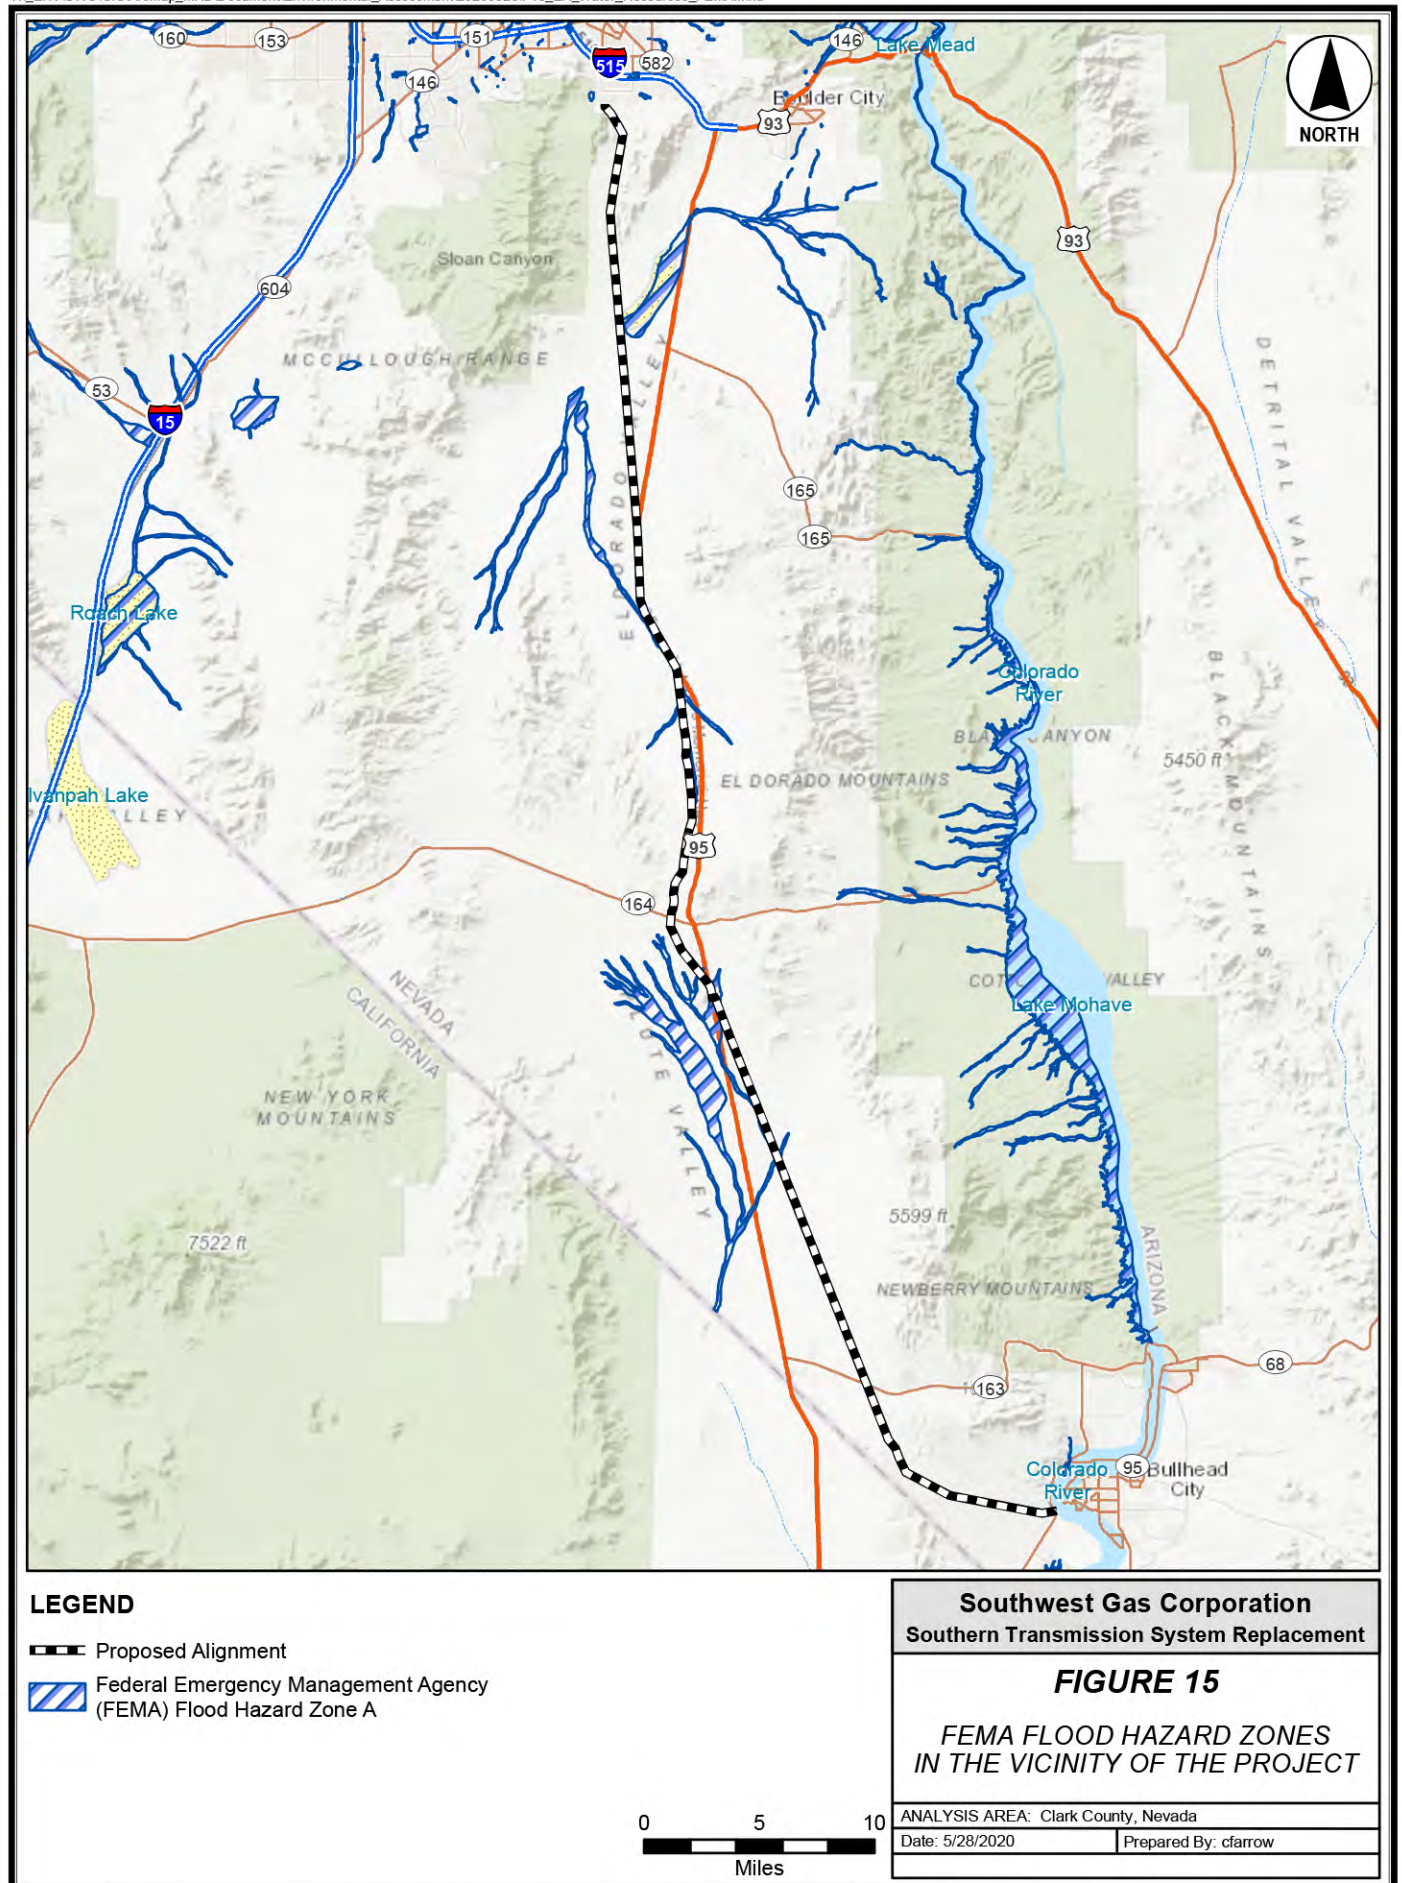 160
153
151
146
515
582
146
Lake Mead
Boulder City
93
NORTH
93
Sloan Canyon
604
MCCULLOUGH RANGE
53
15
DETRITAL VALLEY
165
165
ELDORADO VALLEY
Roach Lake
Colorado
River
BLACK MOUNTAINS
5450 ft
EL DORADO MOUNTAINS
Ivanpah Lake
95
164
NEVADA
CALIFORNIA
Lake Mohave
PIUTE VALLEY
NEW YORK
MOUNTAINS
7522 ft
5599 ft
ARIZONA
NEWBERRY MOUNTAINS
163
68
Colorado
River
95
Bullhead
City
LEGEND
Proposed Alignment
Federal Emergency Management Agency
(FEMA) Flood Hazard Zone A
0 5 10
Miles
Southwest Gas Corporation
Southern Transmission System Replacement
FIGURE 15
FEMA FLOOD HAZARD ZONES
IN THE VICINITY OF THE PROJECT
ANALYSIS AREA: Clark County, Nevada
Date: 5/28/2020
Prepared By: cfarrow